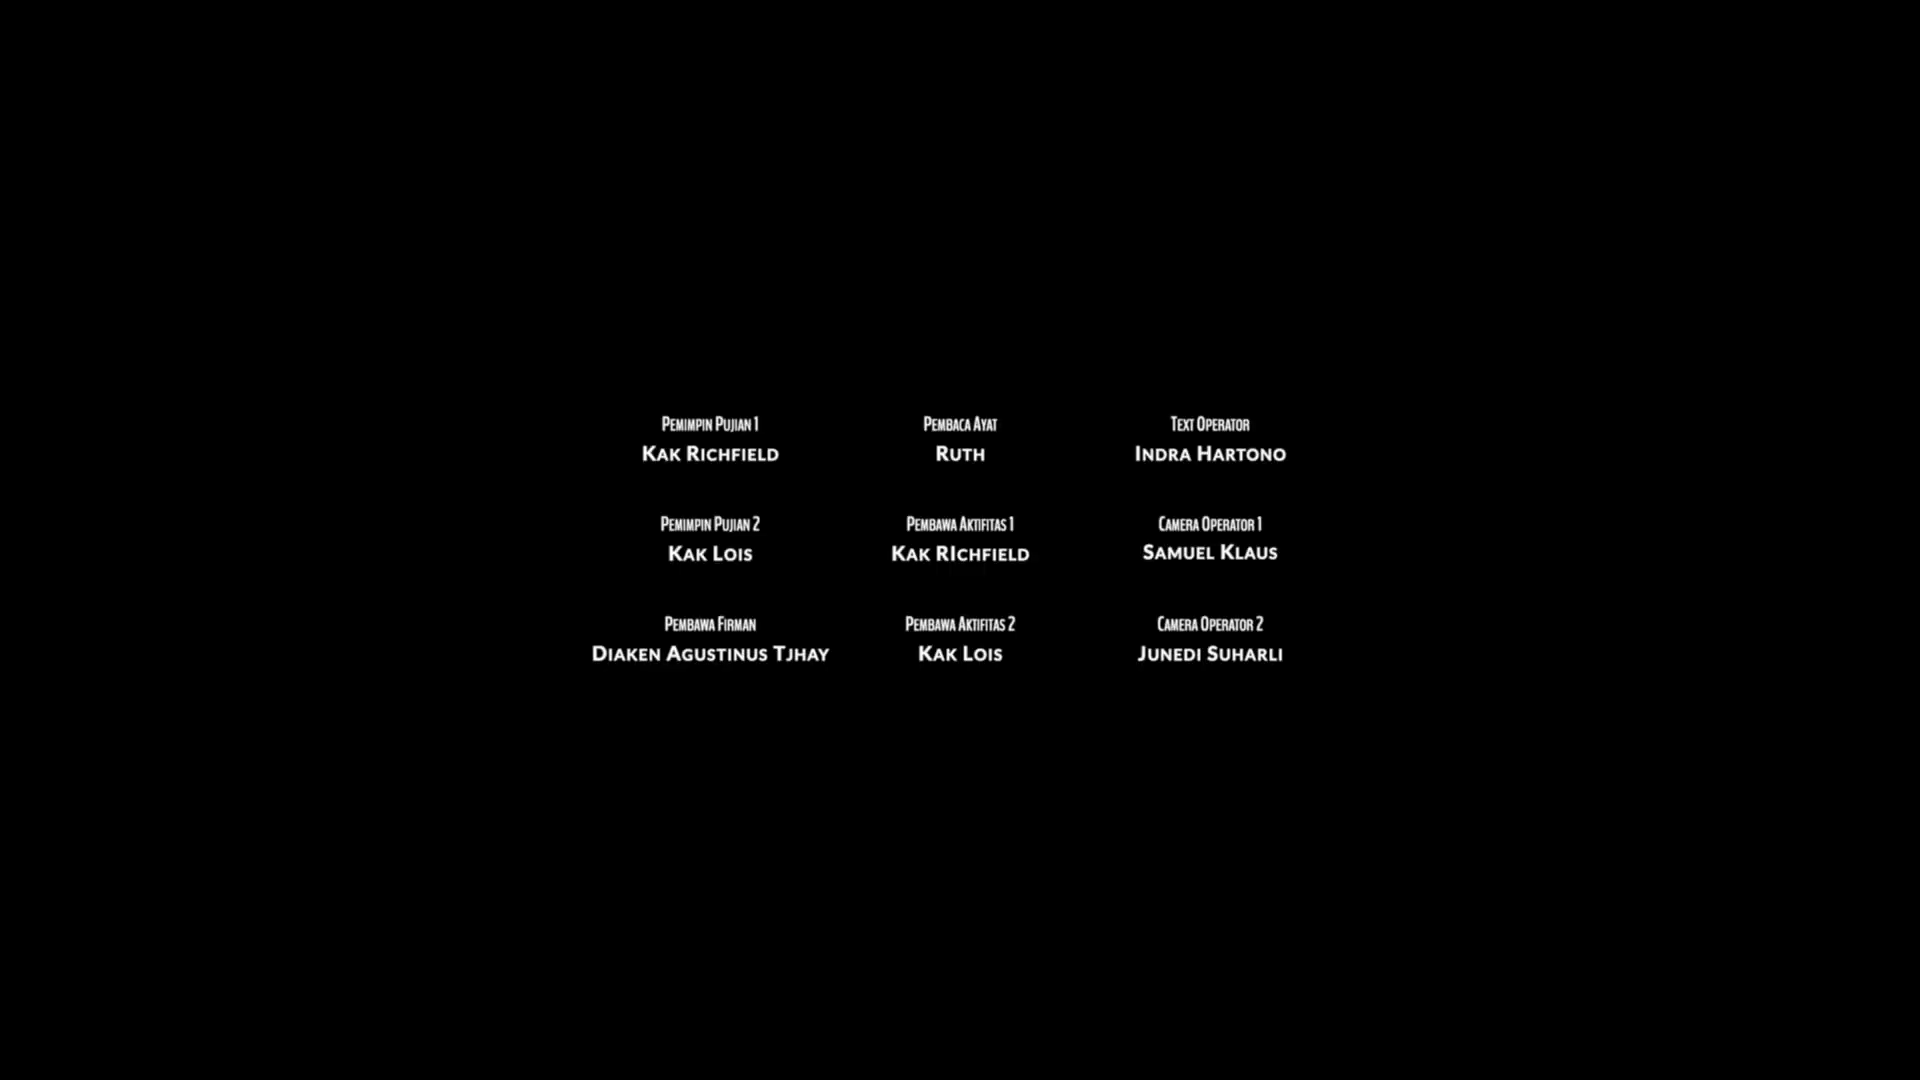 Pemimpin Pujian 1
Kak Richfield
Pembaca Ayat
Ruth
Text Operator
Indra Hartono
Pemimpin Pujian 2
Kak Lois
Pembawa Aktifitas 1
Kak RIchfield
Camera Operator 1
Samuel Klaus
Pembawa Firman
Diaken Agustinus Tjhay
Pembawa Aktifitas 2
Kak Lois
Camera Operator 2
Junedi Suharli